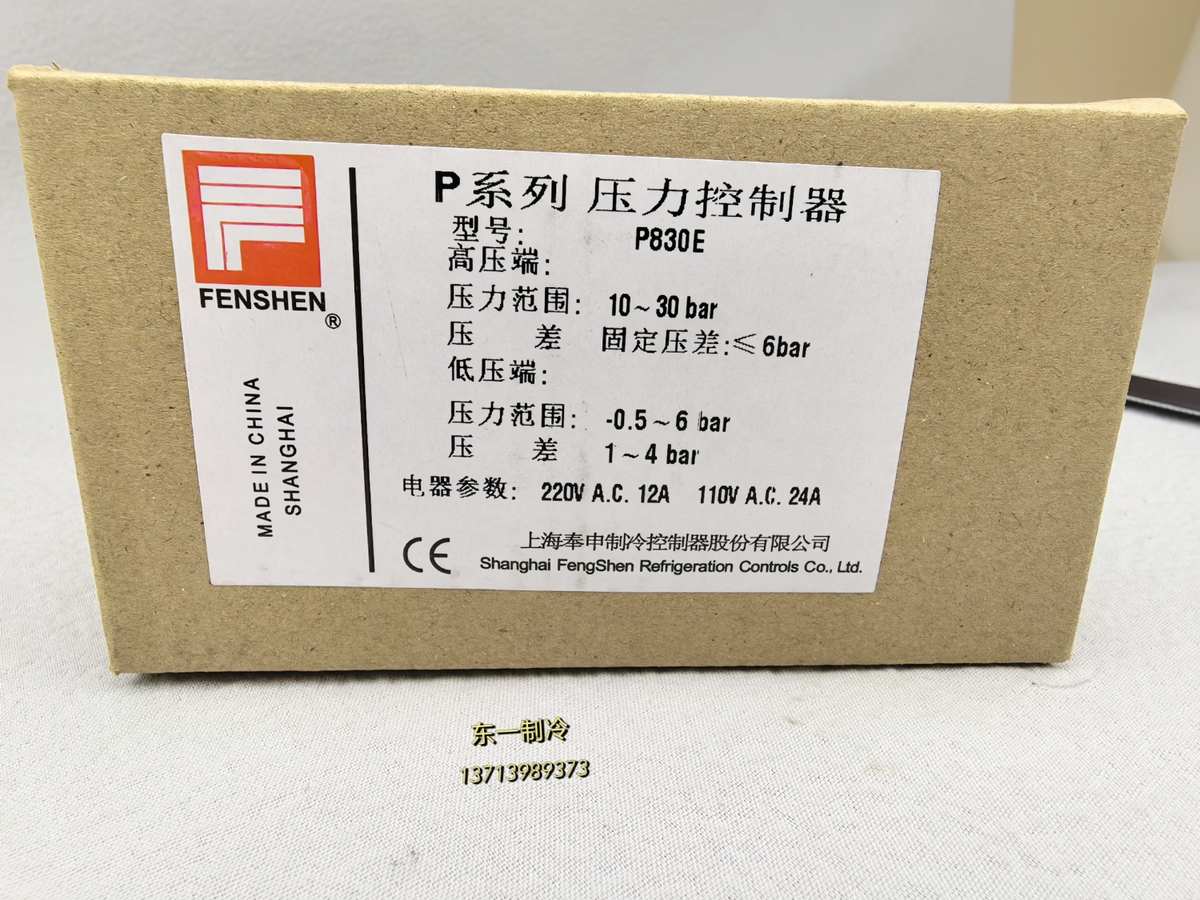 FENSHEN
®
MADE IN CHINA
SHANGHAI
P系列 压力控制器
型号: P830E
高压端:
压力范围: 10~30 bar
压 差 固定压差:≤6bar
低压端:
压力范围: -0.5~6 bar
压 差 1~4 bar
电器参数: 220V A.C. 12A 110V A.C. 24A
CE
上海奉申制冷控制器股份有限公司
Shanghai FengShen Refrigeration Controls Co., Ltd.
东一制冷
13713989373